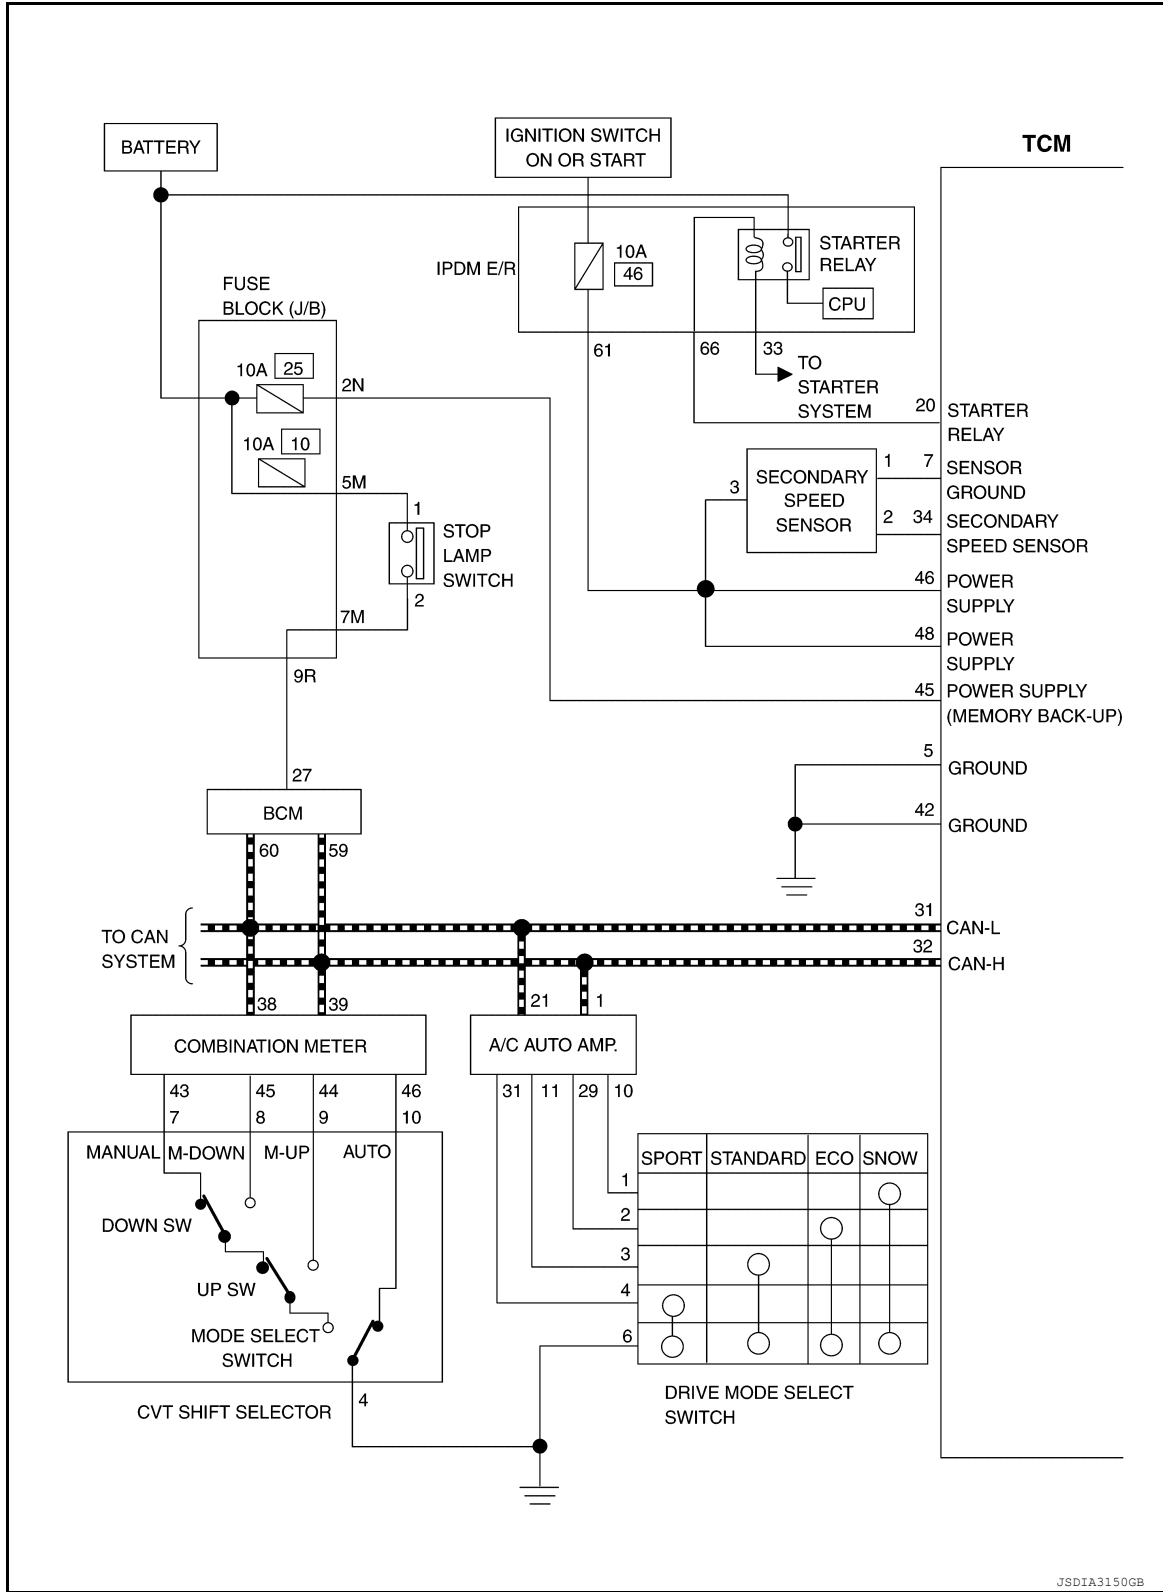 TCM
BATTERY
IGNITION SWITCH
ON OR START
IPDM E/R
10A
46
STARTER
RELAY
CPU
61
66
33
TO
STARTER
SYSTEM
FUSE
BLOCK (J/B)
10A 25
2N
10A 10
5M
1
STOP
LAMP
SWITCH
2
7M
9R
20
STARTER
RELAY
3
SECONDARY
SPEED
SENSOR
1
7
SENSOR
GROUND
2
34
SECONDARY
SPEED SENSOR
46
POWER
SUPPLY
48
POWER
SUPPLY
45
POWER SUPPLY
(MEMORY BACK-UP)
5
GROUND
42
GROUND
27
BCM
60
59
TO CAN
SYSTEM
31
CAN-L
32
CAN-H
38
39
21
1
COMBINATION METER
A/C AUTO AMP.
43
45
44
46
31
11
29
10
7
8
9
10
MANUAL
M-DOWN
M-UP
AUTO
DOWN SW
UP SW
MODE SELECT
SWITCH
4
CVT SHIFT SELECTOR
SPORT
STANDARD
ECO
SNOW
1
2
3
4
6
DRIVE MODE SELECT
SWITCH
JSDIA3150GB